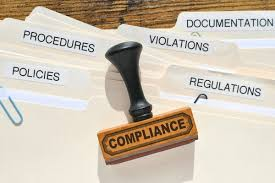 DOCUMENTATION
PROCEDURES
VIOLATIONS
POLICIES
REGULATIONS
COMPLIANCE